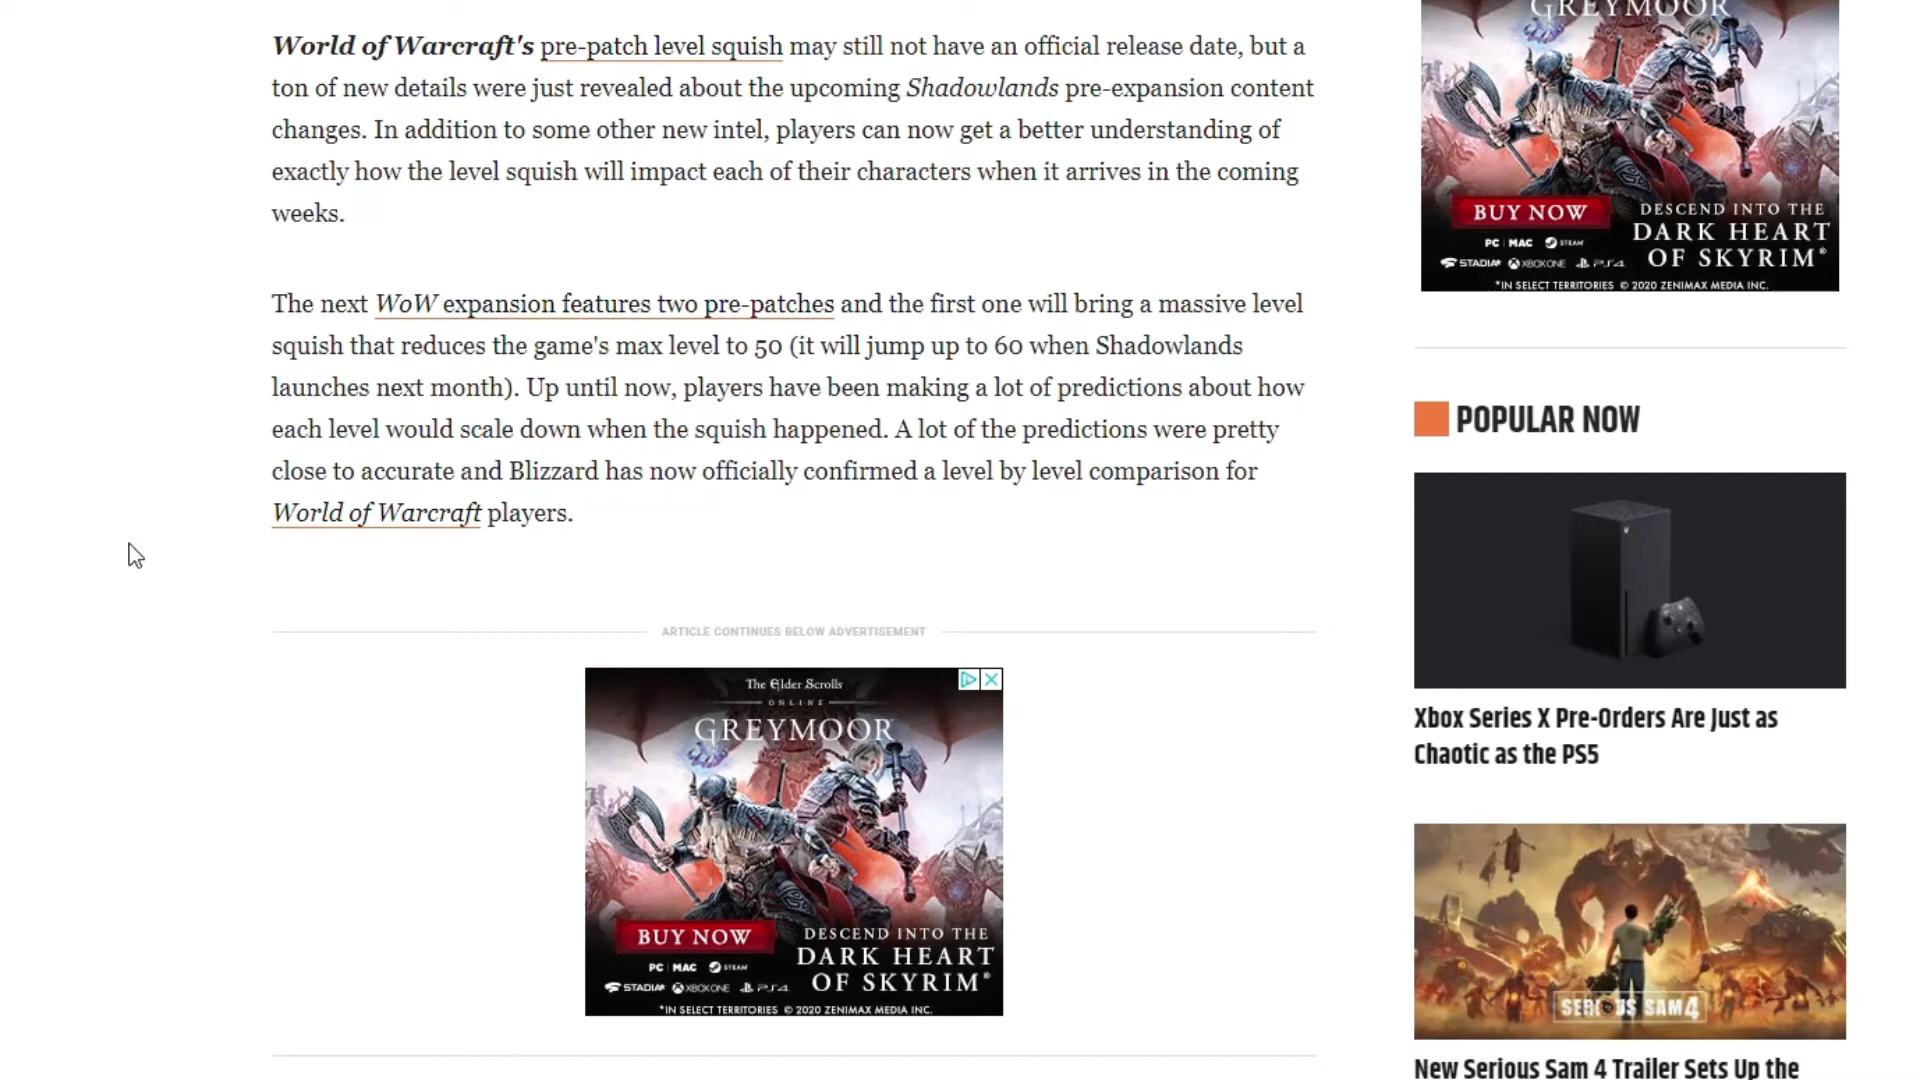 World of Warcraft's pre-patch level squish may still not have an official release date, but a
ton of new details were just revealed about the upcoming Shadowlands pre-expansion content
changes. In addition to some other new intel, players can now get a better understanding of
exactly how the level squish will impact each of their characters when it arrives in the coming
weeks.
The next WoW expansion features two pre-patches and the first one will bring a massive level
squish that reduces the game's max level to 50 (it will jump up to 60 when Shadowlands
launches next month). Up until now, players have been making a lot of predictions about how
each level would scale down when the squish happened. A lot of the predictions were pretty
close to accurate and Blizzard has now officially confirmed a level by level comparison for
World of Warcraft players.
ARTICLE CONTINUES BELOW ADVERTISEMENT
The Elder Scrolls
ONLINE
GREYMOOR
BUY NOW
PC | MAC STEAM
STADIA XBOX ONE PS4
DESCEND INTO THE
DARK HEART
OF SKYRIM®
*IN SELECT TERRITORIES © 2020 ZENIMAX MEDIA INC.
GREYMOOR
BUY NOW
PC | MAC STEAM
STADIA XBOX ONE PS4
DESCEND INTO THE
DARK HEART
OF SKYRIM®
*IN SELECT TERRITORIES © 2020 ZENIMAX MEDIA INC.
POPULAR NOW
Xbox Series X Pre-Orders Are Just as
Chaotic as the PS5
SERIOUS SAM 4
New Serious Sam 4 Trailer Sets Up the